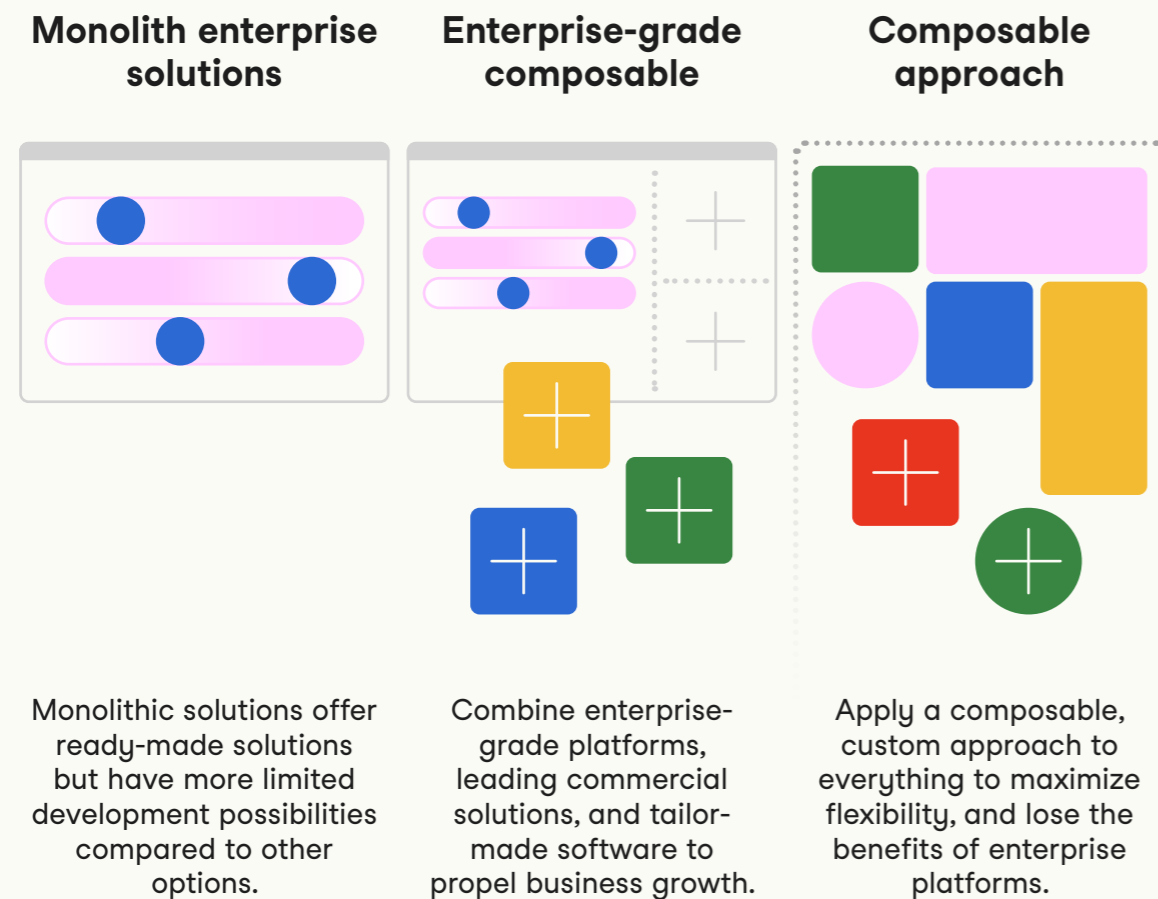 Monolith enterprise
solutions
Enterprise-grade
composable
Composable
approach
Monolithic solutions offer
ready-made solutions
but have more limited
development possibilities
compared to other
options.
Combine enterprise-
grade platforms,
leading commercial
solutions, and tailor-
made software to
propel business growth.
Apply a composable,
custom approach to
everything to maximize
flexibility, and lose the
benefits of enterprise
platforms.